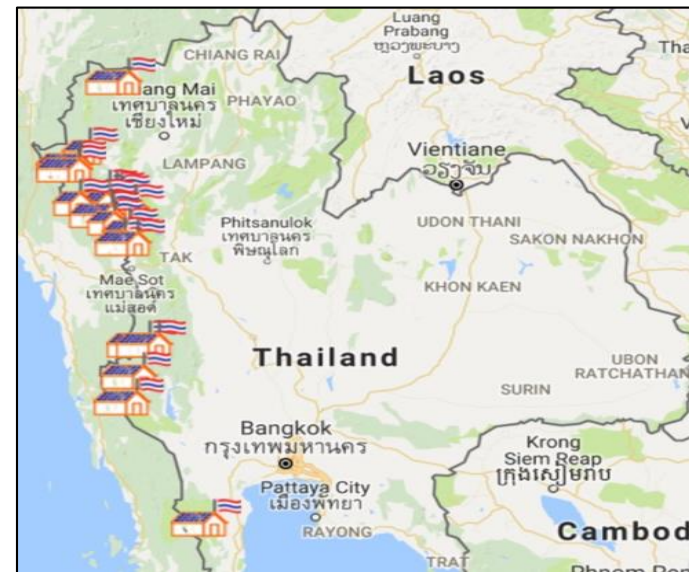 Luang
Prabang
ຫຼວງພະບາງ
CHIANG RAI
Laos
ang Mai
เทศบาลนคร
เชียงใหม่
PHAYAO
Vientiane
ວຽງຈັນ
LAMPANG
Phitsanulok
เทศบาลนคร
พิษณุโลก
UDON THANI
SAKON NAKHON
TAK
Mae Sot
เทศบาลนคร
แม่สอด
KHON KAEN
Thailand
UBON
RATCHATHAN
SURIN
Bangkok
กรุงเทพมหานคร
Krong
Siem Reap
ក្រុងសៀមរាប
Pattaya City
เมืองพัทยา
RAYONG
Cambod
TRAT